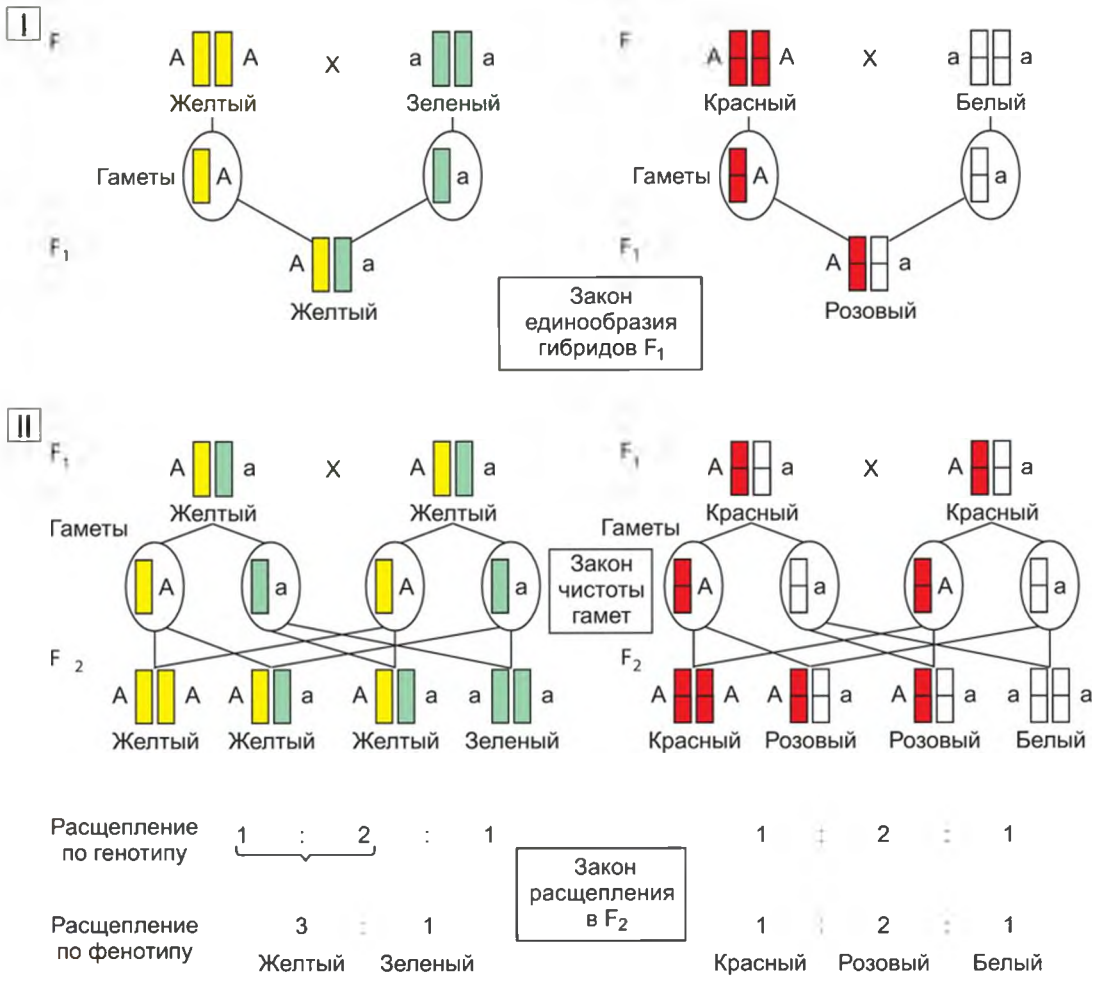 I
F F
A A X a a A A X a a
Желтый Зеленый Красный Белый
Гаметы A a Гаметы A a
F1 F1
A a A a
Желтый Розовый
Закон
единообразия
гибридов F1
II
F1 F1
A a X A a A a X A a
Желтый Желтый Красный Красный
Гаметы Гаметы
A a A a A a A a
Закон
чистоты
гамет
F2 F2
A A A a A a a a A A A a A a a a
Желтый Желтый Желтый Зеленый Красный Розовый Розовый Белый
Расщепление
по генотипу
1 : 2 : 1 1 : 2 : 1
Закон
расщепления
в F2
Расщепление
по фенотипу
3 : 1 1 : 2 : 1
Желтый Зеленый Красный Розовый Белый